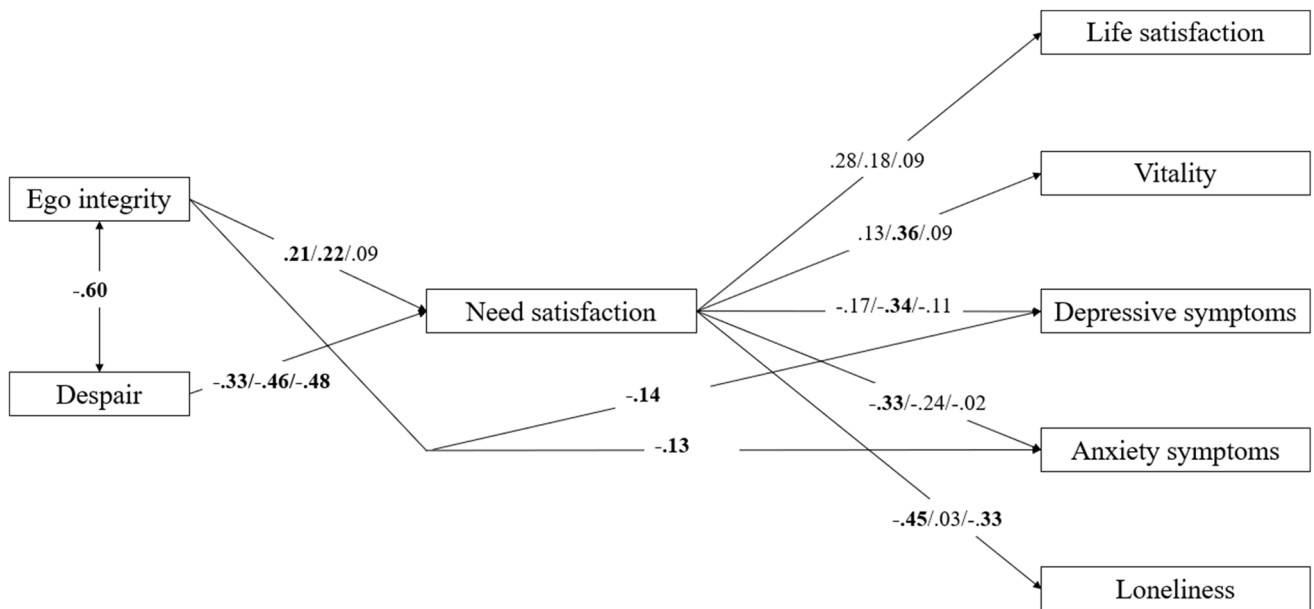 Life satisfaction
.28/.18/.09
Vitality
Ego integrity
.13/.36/.09
.21/.22/.09
-.60
Need satisfaction
-.17/-.34/-.11
Depressive symptoms
Despair
-.33/-.46/-.48
-.14
-.33/-.24/-.02
-.13
Anxiety symptoms
-.45/.03/-.33
Loneliness